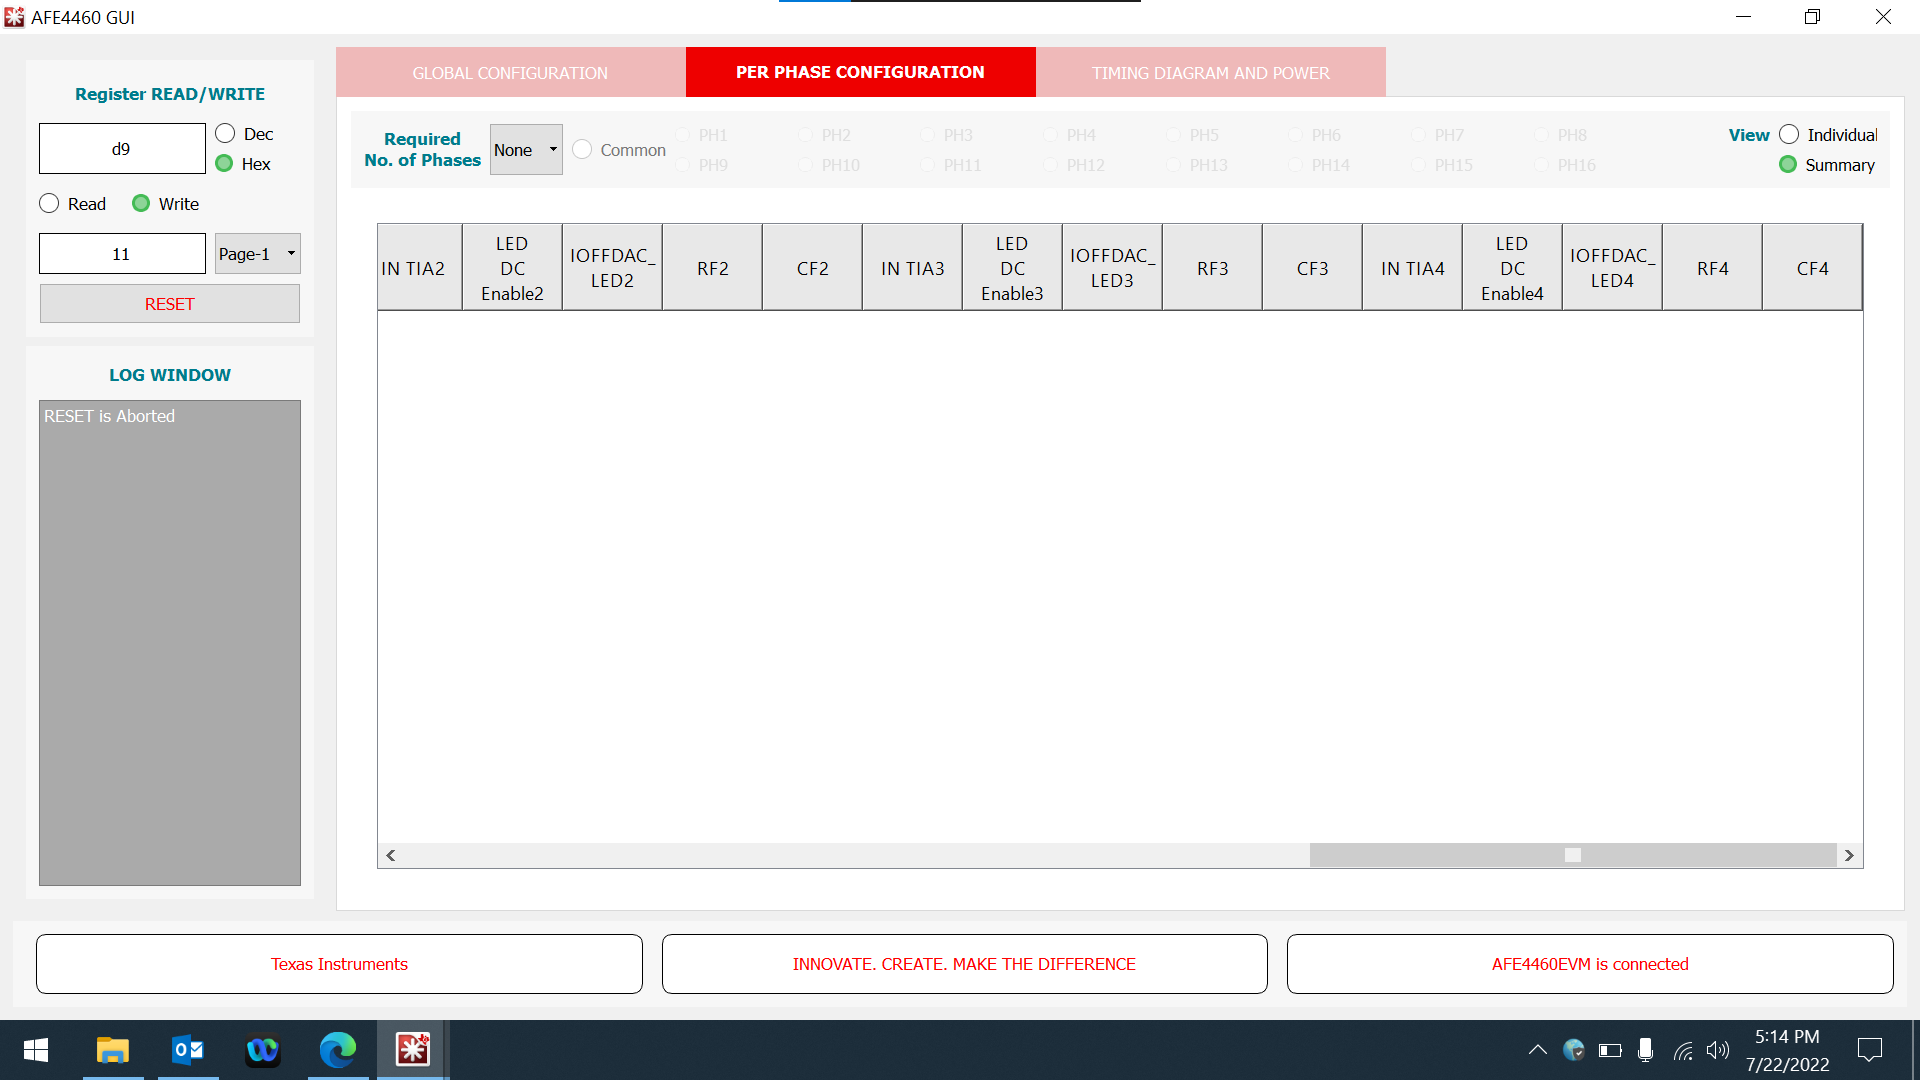 AFE4460 GUI
Register READ/WRITE
d9
Dec
Hex
Read
Write
11
Page-1
RESET
LOG WINDOW
RESET is Aborted
GLOBAL CONFIGURATION
PER PHASE CONFIGURATION
TIMING DIAGRAM AND POWER
Required
No. of Phases
None
Common
PH1
PH2
PH3
PH4
PH5
PH6
PH7
PH8
PH9
PH10
PH11
PH12
PH13
PH14
PH15
PH16
View
Individual
Summary
IN TIA2
LED
DC
Enable2
IOFFDAC_
LED2
RF2
CF2
IN TIA3
LED
DC
Enable3
IOFFDAC_
LED3
RF3
CF3
IN TIA4
LED
DC
Enable4
IOFFDAC_
LED4
RF4
CF4
Texas Instruments
INNOVATE. CREATE. MAKE THE DIFFERENCE
AFE4460EVM is connected
5:14 PM
7/22/2022